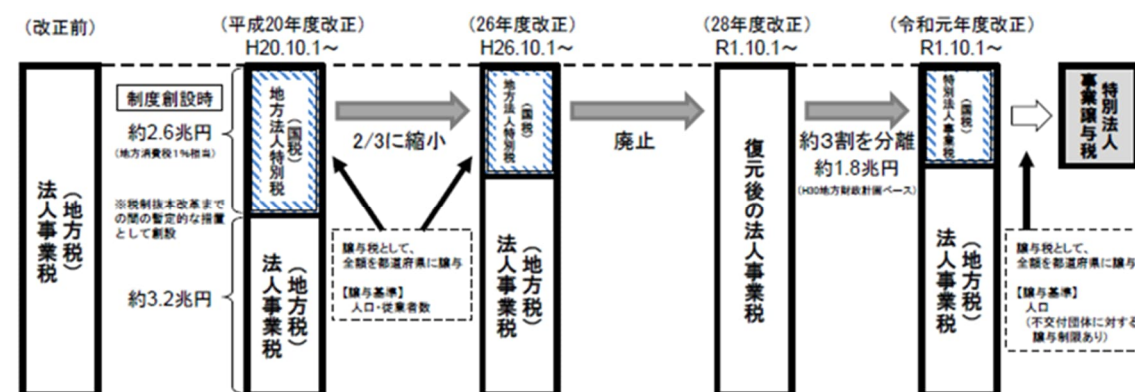 (改正前)
(平成20年度改正)
H20.10.1～
(26年度改正)
H26.10.1～
(28年度改正)
R1.10.1～
(令和元年度改正)
R1.10.1～
(地方税)
法人事業税
制度創設時
約2.6兆円
(地方消費税1%相当)
※税制抜本改革まで
の間の暫定的な措置
として創設
約3.2兆円
(国税)
地方法人特別税
(地方税)
法人事業税
2/3に縮小
譲与税として、
全額を都道府県に譲与
【譲与基準】
人口・従業者数
(国税)
地方法人特別税
(地方税)
法人事業税
廃止
復元後の法人事業税
約3割を分離
約1.8兆円
(H30地方財政計画ベース)
(国税)
特別法人事業税
(地方税)
法人事業税
特別法人
事業譲与税
譲与税として、
全額を都道府県に譲与
【譲与基準】
人口
(不交付団体に対する
譲与制限あり)